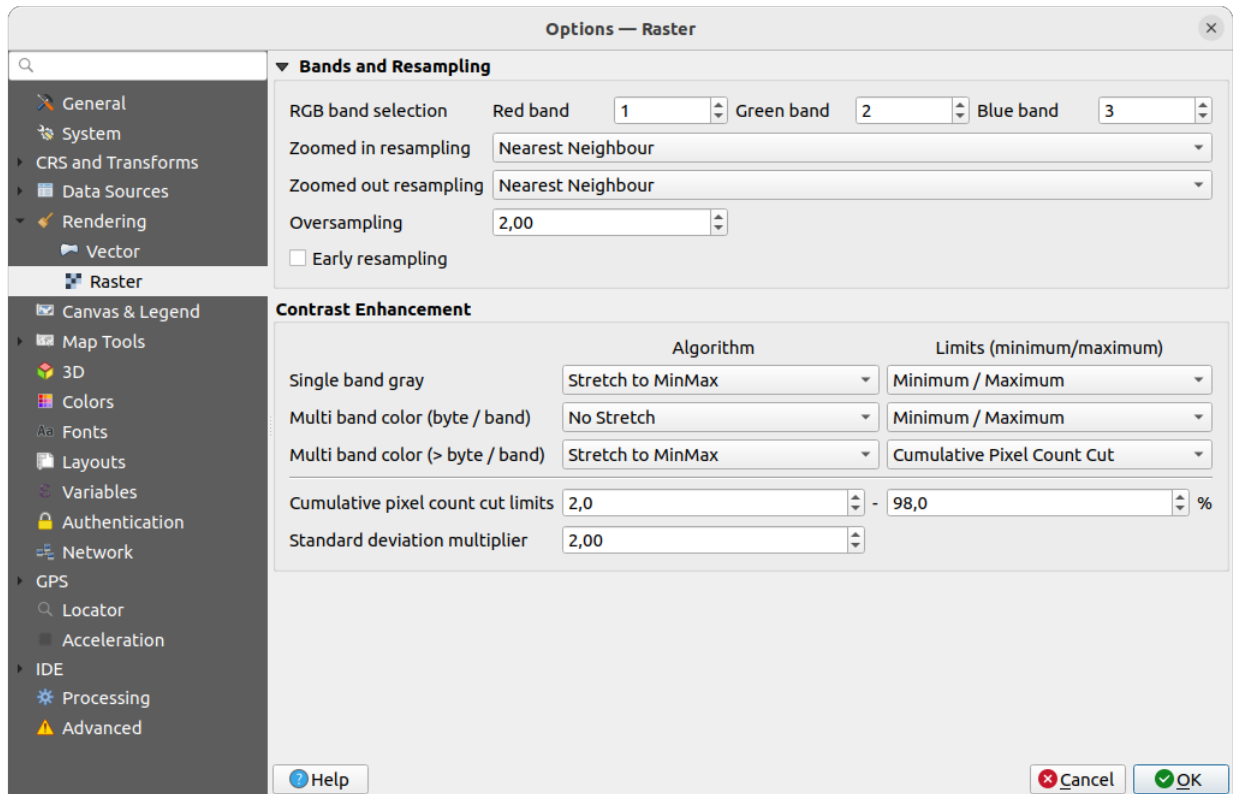 Options — Raster
General
System
CRS and Transforms
Data Sources
Rendering
Vector
Raster
Canvas & Legend
Map Tools
3D
Colors
Aa Fonts
Layouts
ε Variables
Authentication
Network
GPS
Locator
Acceleration
IDE
Processing
Advanced
Bands and Resampling
RGB band selection Red band 1 Green band 2 Blue band 3
Zoomed in resampling Nearest Neighbour
Zoomed out resampling Nearest Neighbour
Oversampling 2,00
Early resampling
Contrast Enhancement
Algorithm Limits (minimum/maximum)
Single band gray Stretch to MinMax Minimum / Maximum
Multi band color (byte / band) No Stretch Minimum / Maximum
Multi band color (> byte / band) Stretch to MinMax Cumulative Pixel Count Cut
Cumulative pixel count cut limits 2,0 - 98,0 %
Standard deviation multiplier 2,00
? Help Cancel OK